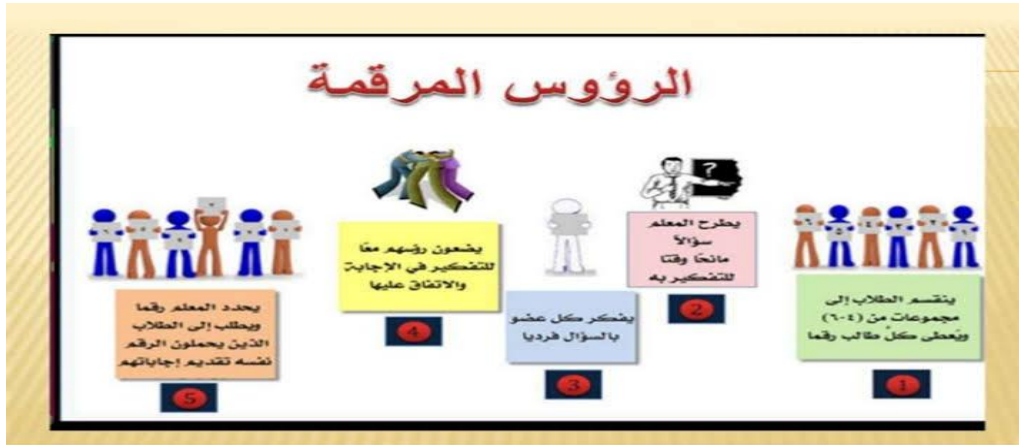 الرؤوس المرقمة
ينقسم الطلاب إلى
مجموعات من (٤-٦)
ويُعطى كلُّ طالب رقما
1
يطرح المعلم
سؤالاً
مانحًا وقتا
للتفكير به
2
?
يفكر كل عضو
بالسؤال فرديا
3
يضعون رؤسهم معًا
للتفكير في الإجابة
والاتفاق عليها
4
يحدد المعلم رقما
ويطلب إلى الطلاب
الذين يحملون الرقم
نفسه تقديم إجاباتهم
5